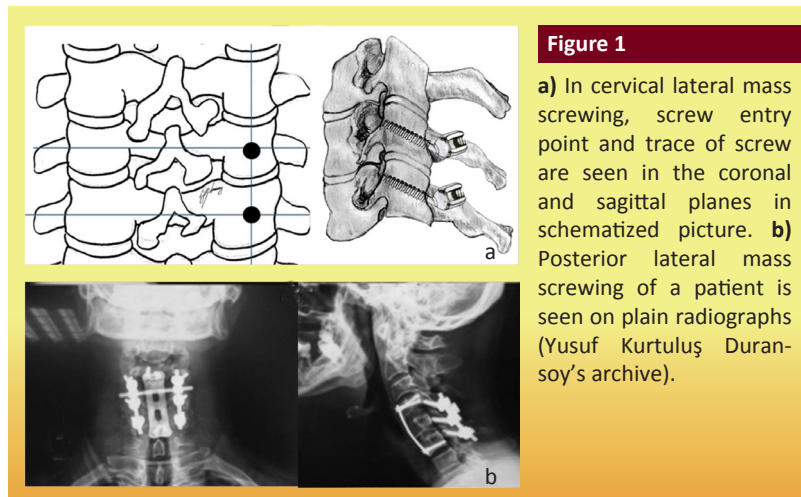 a
b
Figure 1
a) In cervical lateral mass
screwing, screw entry
point and trace of screw
are seen in the coronal
and sagittal planes in
schematized picture. b)
Posterior lateral mass
screwing of a patient is
seen on plain radiographs
(Yusuf Kurtuluş Duran-
soy’s archive).